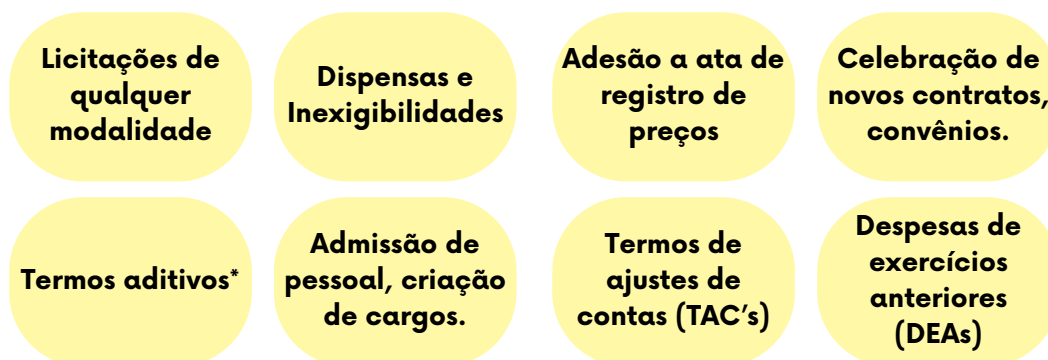 Licitações de
qualquer
modalidade
Dispensas e
Inexigibilidades
Adesão a ata de
registro de
preços
Celebração de
novos contratos,
convênios.
Termos aditivos*
Admissão de
pessoal, criação
de cargos.
Termos de
ajustes de
contas (TAC's)
Despesas de
exercícios
anteriores
(DEAs)